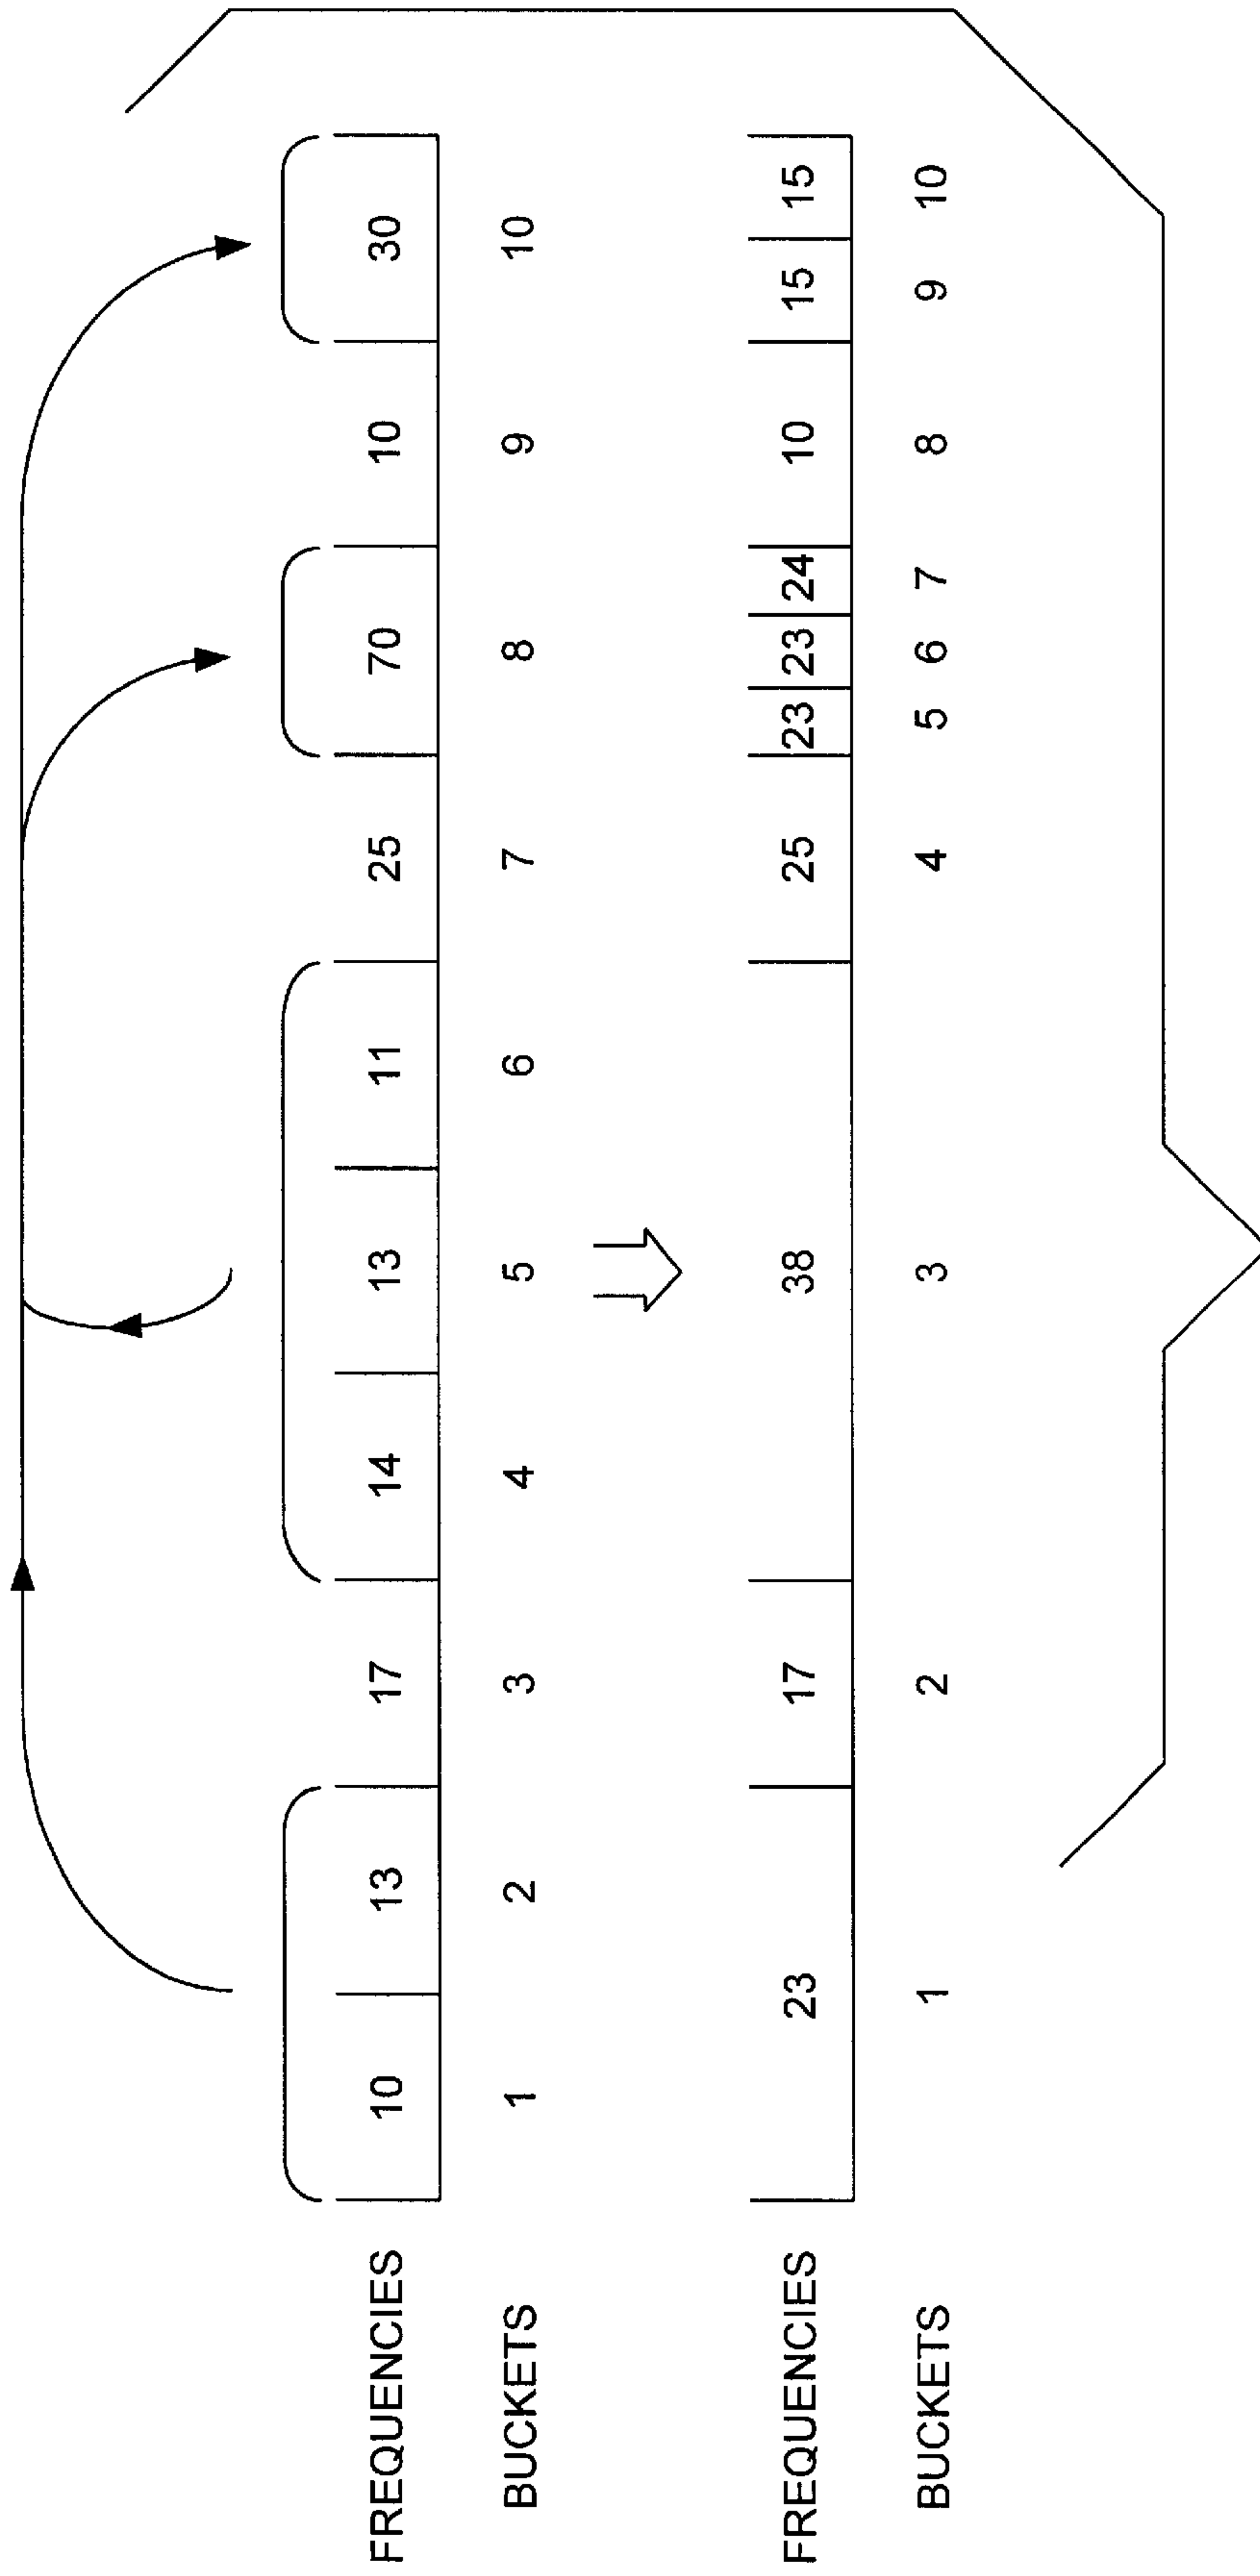 FREQUENCIES 10 13 17 14 13 11 25 70 10 30
BUCKETS 1 2 3 4 5 6 7 8 9 10
FREQUENCIES 23 17 38 25 23 23 24 10 15 15
BUCKETS 1 2 3 4 5 6 7 8 9 10